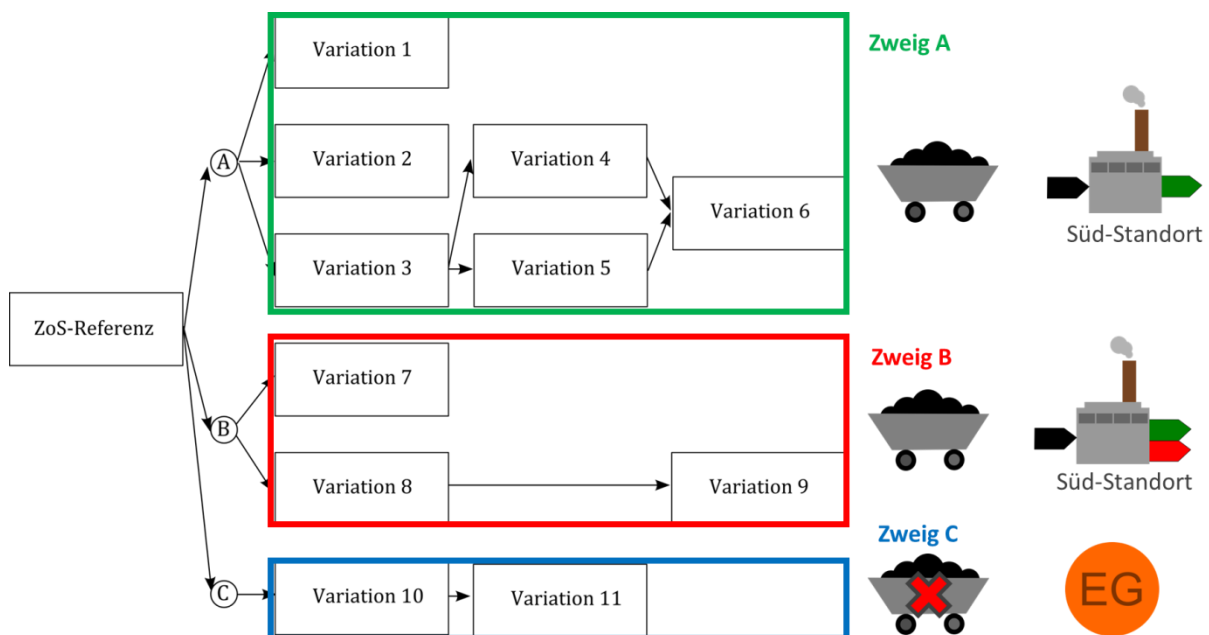 Variation 1
Zweig A
A
Variation 2
Variation 4
Variation 6
Variation 3
Variation 5
Süd-Standort
ZoS-Referenz
Variation 7
Zweig B
B
Variation 8
Variation 9
Süd-Standort
Zweig C
C
Variation 10
Variation 11
EG